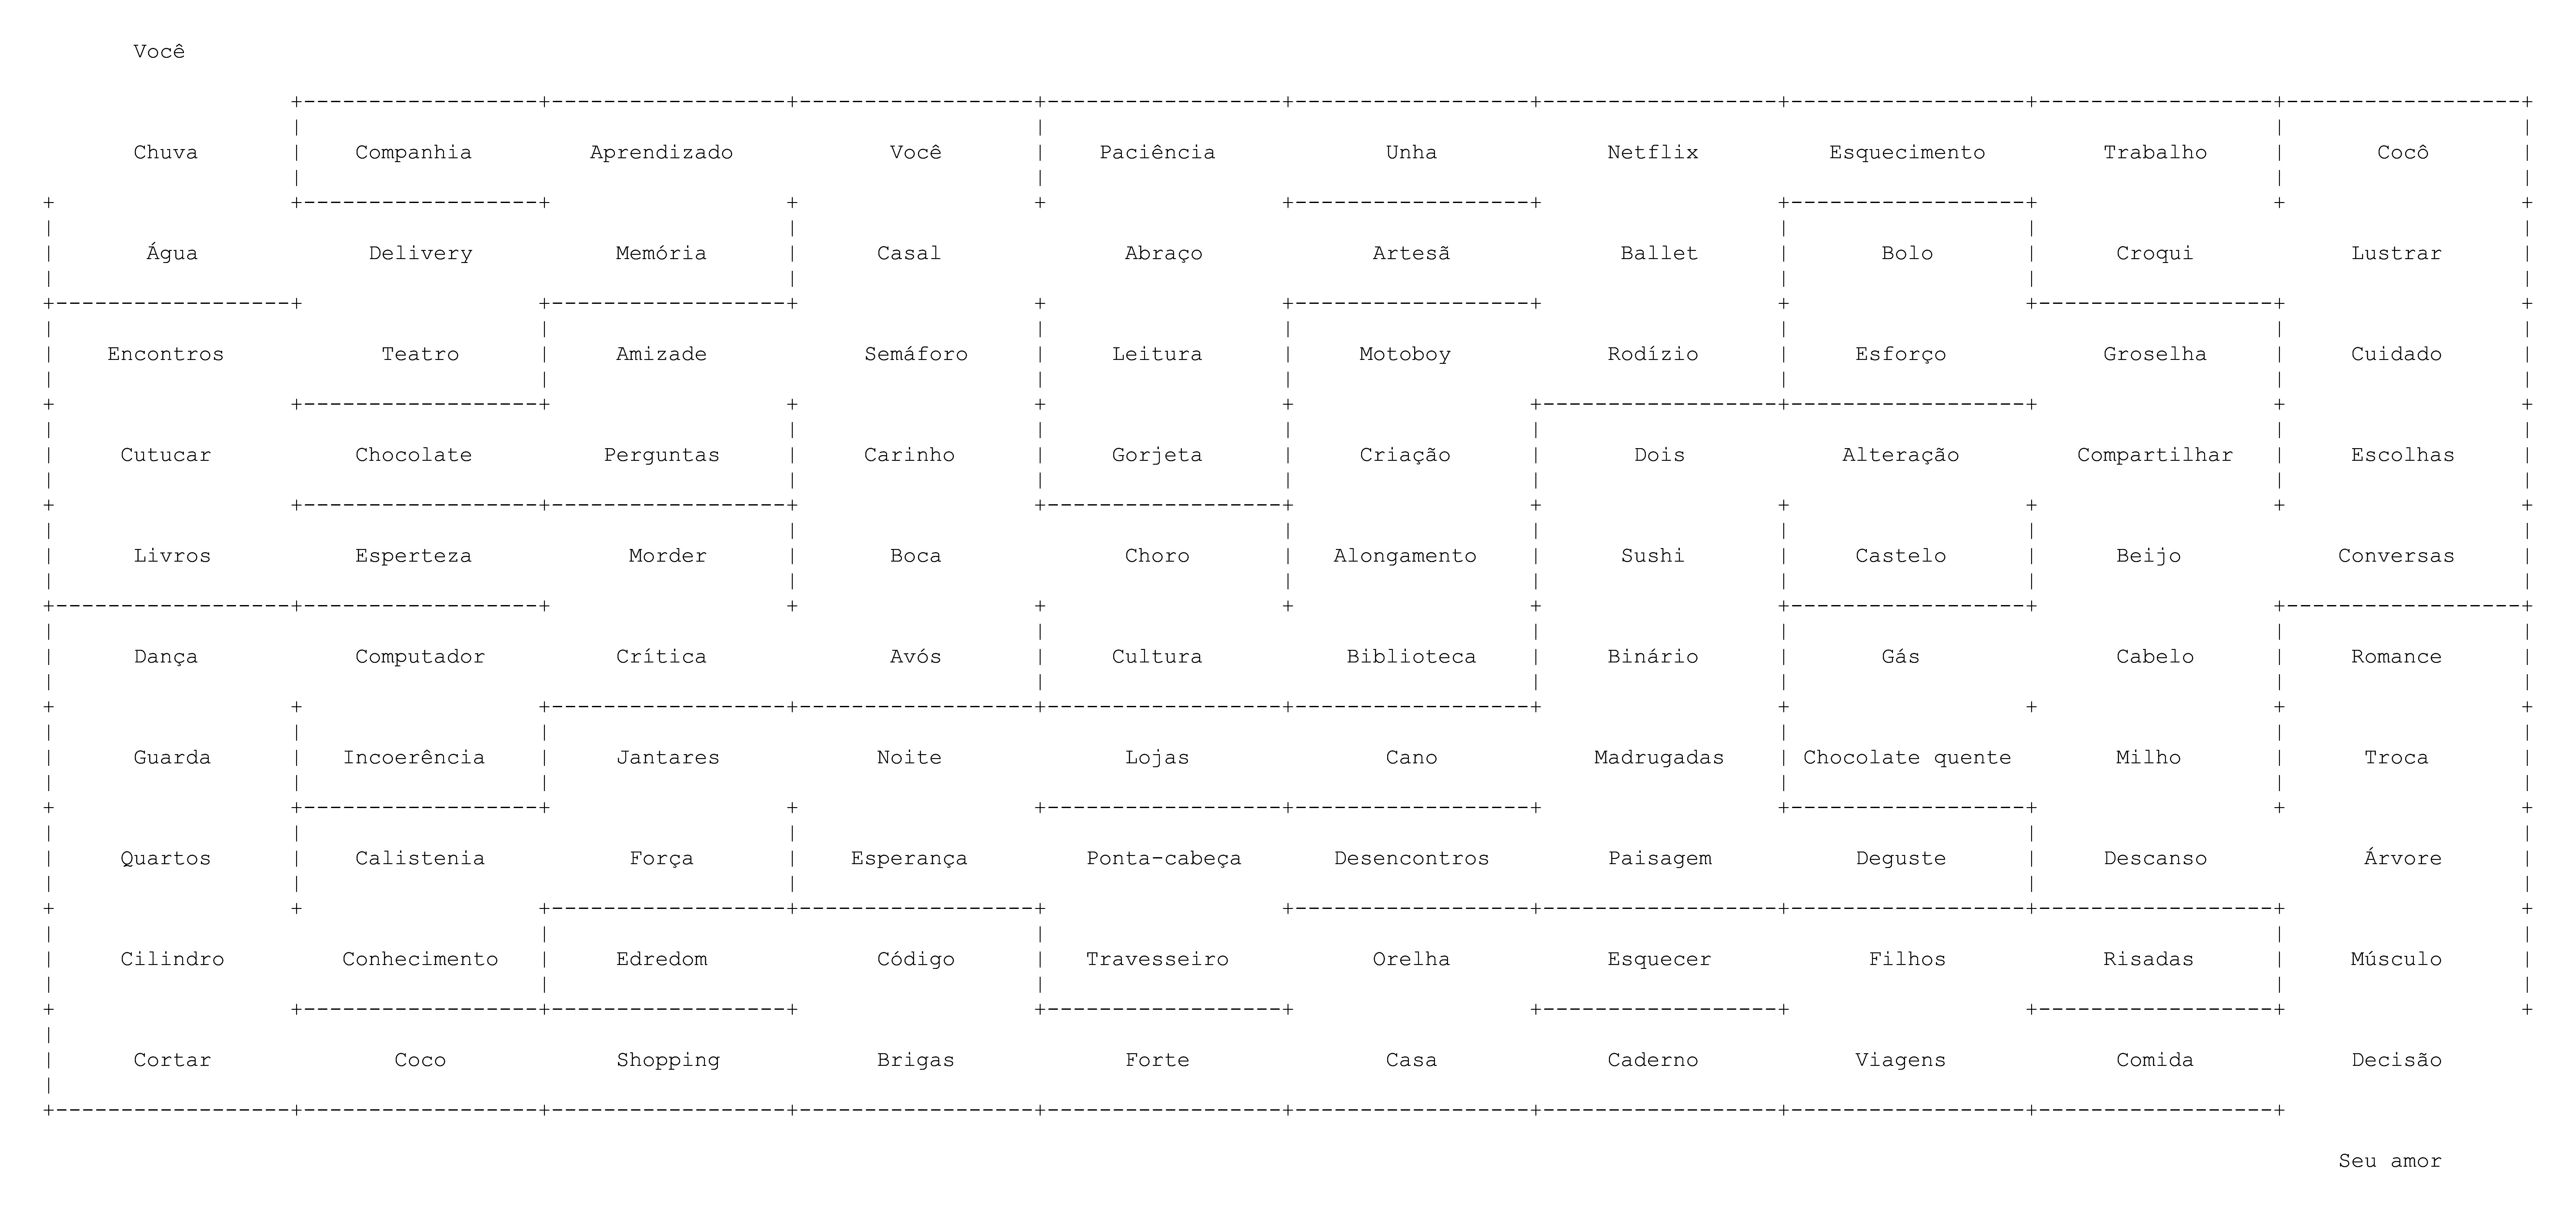 Você
Chuva Companhia Aprendizado Você Paciência Unha Netflix Esquecimento Trabalho Cocô
Água Delivery Memória Casal Abraço Artesã Ballet Bolo Croqui Lustrar
Encontros Teatro Amizade Semáforo Leitura Motoboy Rodízio Esforço Groselha Cuidado
Cutucar Chocolate Perguntas Carinho Gorjeta Criação Dois Alteração Compartilhar Escolhas
Livros Esperteza Morder Boca Choro Alongamento Sushi Castelo Beijo Conversas
Dança Computador Crítica Avós Cultura Biblioteca Binário Gás Cabelo Romance
Guarda Incoerência Jantares Noite Lojas Cano Madrugadas Chocolate quente Milho Troca
Quartos Calistenia Força Esperança Ponta-cabeça Desencontros Paisagem Deguste Descanso Árvore
Cilindro Conhecimento Edredom Código Travesseiro Orelha Esquecer Filhos Risadas Músculo
Cortar Coco Shopping Brigas Forte Casa Caderno Viagens Comida Decisão
Seu amor